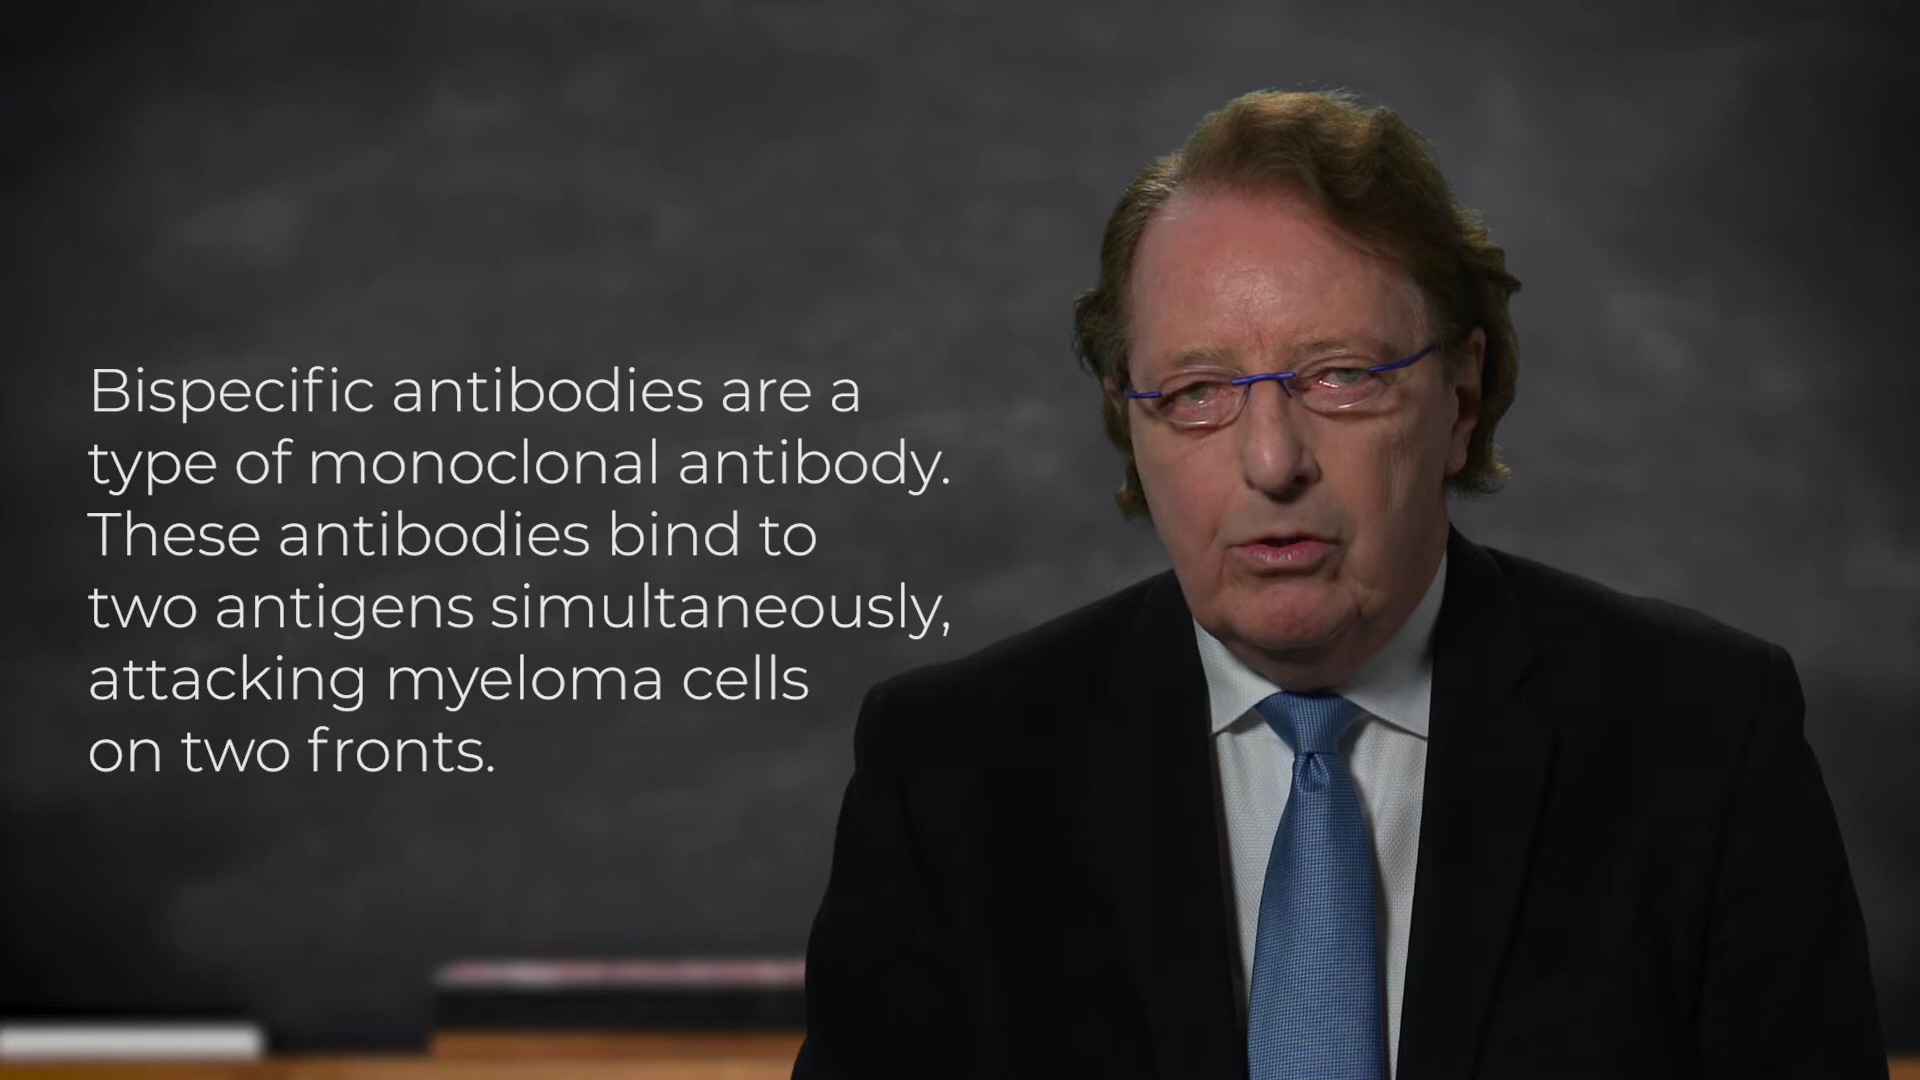 Bispecific antibodies are a
type of monoclonal antibody.
These antibodies bind to
two antigens simultaneously,
attacking myeloma cells
on two fronts.